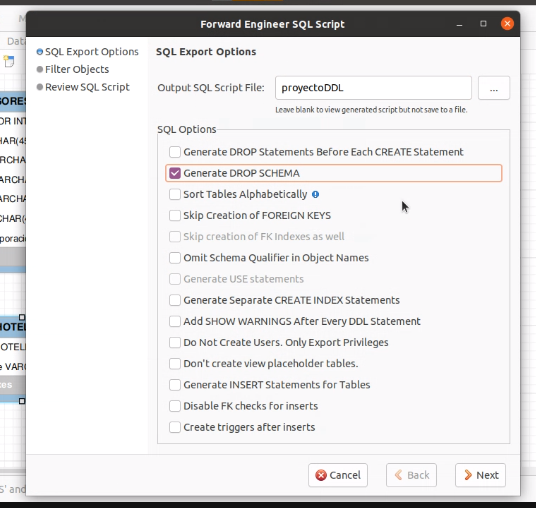 Forward Engineer SQL Script
SQL Export Options
Filter Objects
Review SQL Script
SQL Export Options
Output SQL Script File:
proyectoDDL
...
Leave blank to view generated script but not save to a file.
SQL Options
Generate DROP Statements Before Each CREATE Statement
Generate DROP SCHEMA
Sort Tables Alphabetically
Skip Creation of FOREIGN KEYS
Skip creation of FK Indexes as well
Omit Schema Qualifier in Object Names
Generate USE statements
Generate Separate CREATE INDEX Statements
Add SHOW WARNINGS After Every DDL Statement
Do Not Create Users. Only Export Privileges
Don't create view placeholder tables.
Generate INSERT Statements for Tables
Disable FK checks for inserts
Create triggers after inserts
Cancel
Back
Next